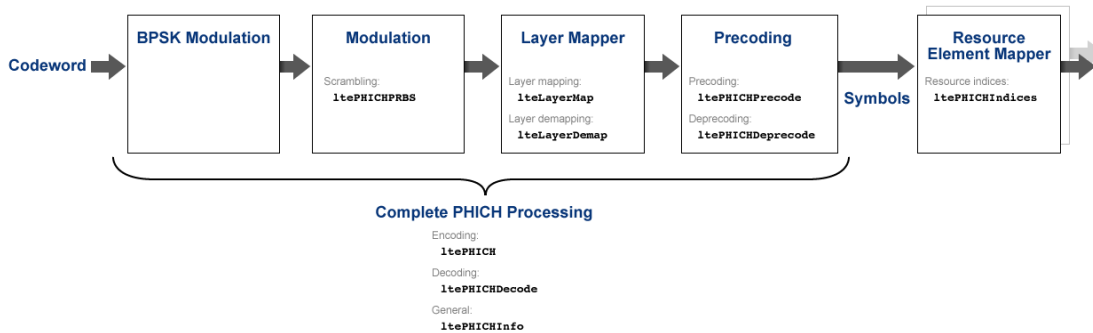 Codeword
BPSK Modulation
Modulation
Scrambling:
ltePHICHPRBS
Layer Mapper
Layer mapping:
lteLayerMap
Layer demapping:
lteLayerDemap
Precoding
Precoding:
ltePHICHPrecode
Deprecoding:
ltePHICHDeprecode
Symbols
Resource
Element Mapper
Resource indices:
ltePHICHIndices
Complete PHICH Processing
Encoding:
ltePHICH
Decoding:
ltePHICHDecode
General:
ltePHICHInfo